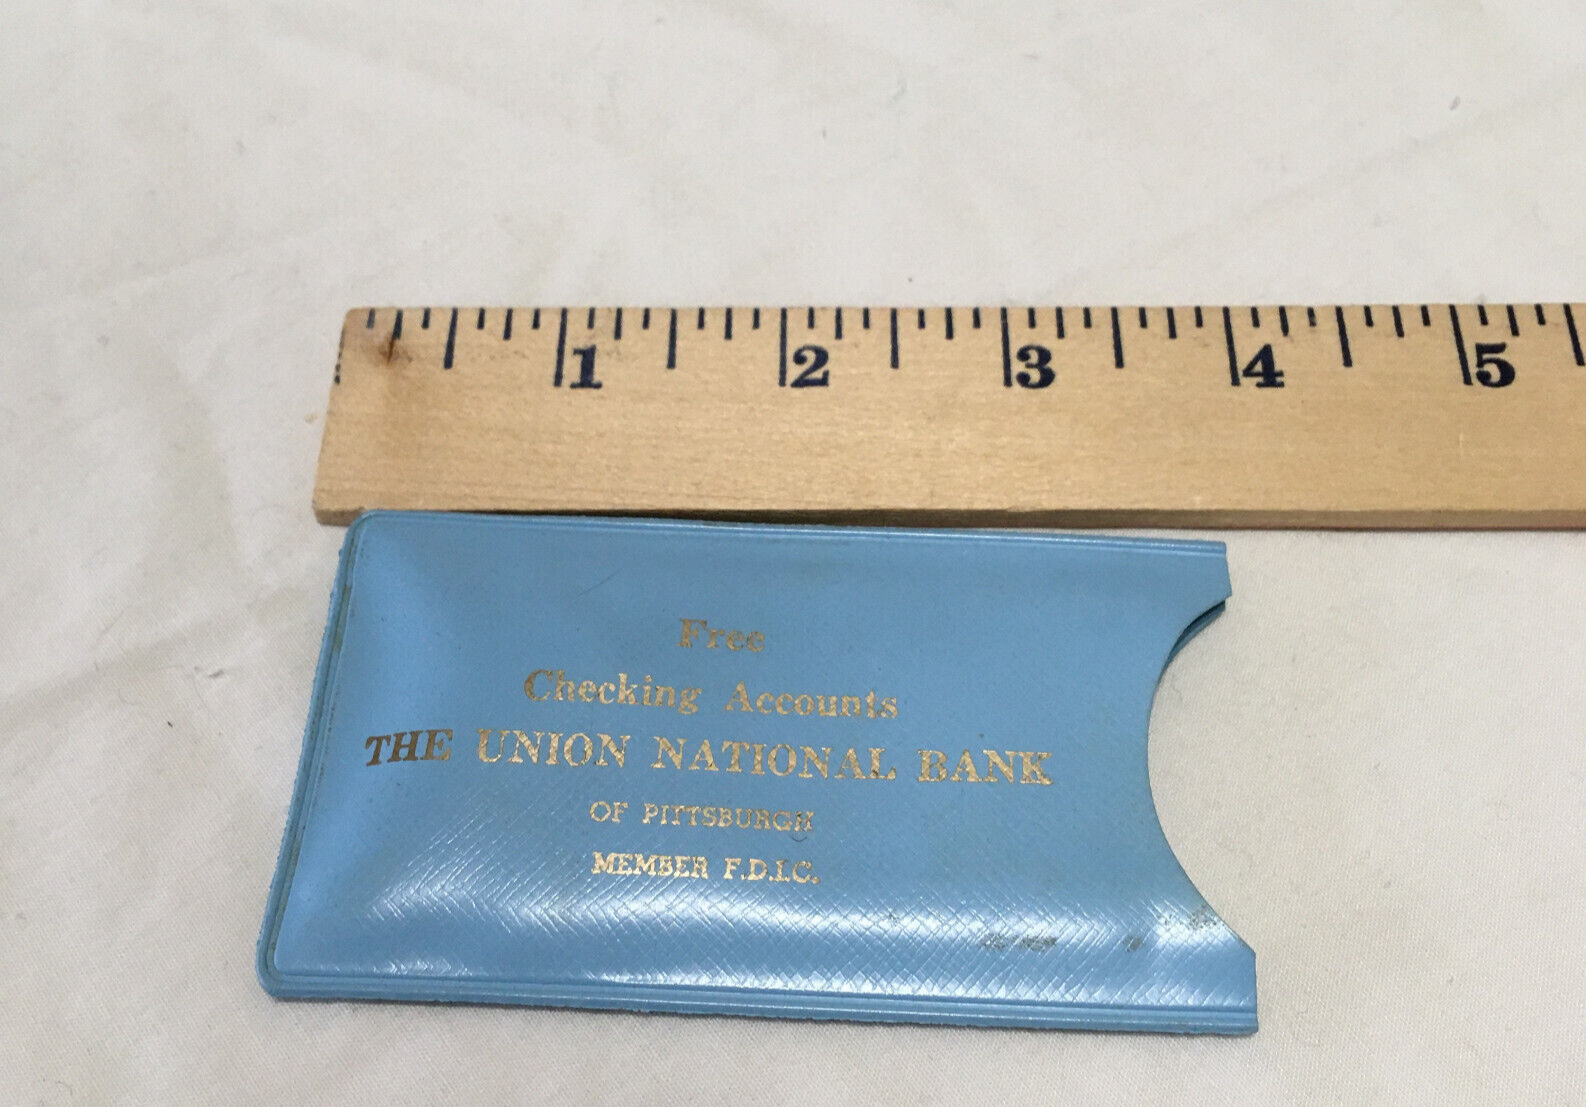 1 2 3 4 5
Free
Checking Accounts
THE UNION NATIONAL BANK
OF PITTSBURGH
MEMBER F.D.I.C.